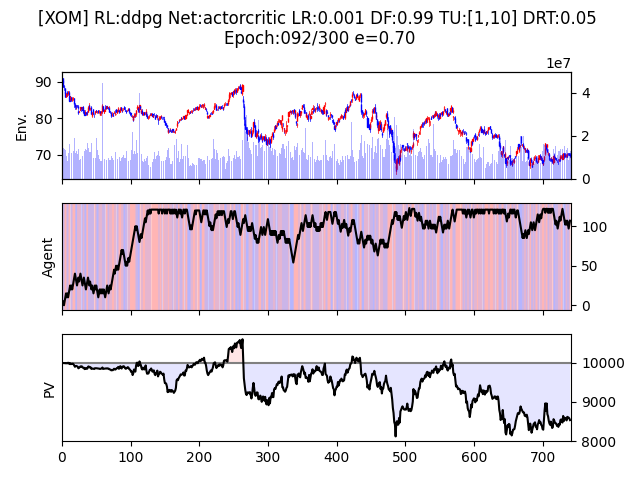 [XOM] RL:ddpg Net:actorcritic LR:0.001 DF:0.99 TU:[1,10] DRT:0.05
Epoch:092/300 e=0.70
1e7
Env.
90
80
70
4
2
0
Agent
100
50
0
PV
10000
9000
8000
0 100 200 300 400 500 600 700